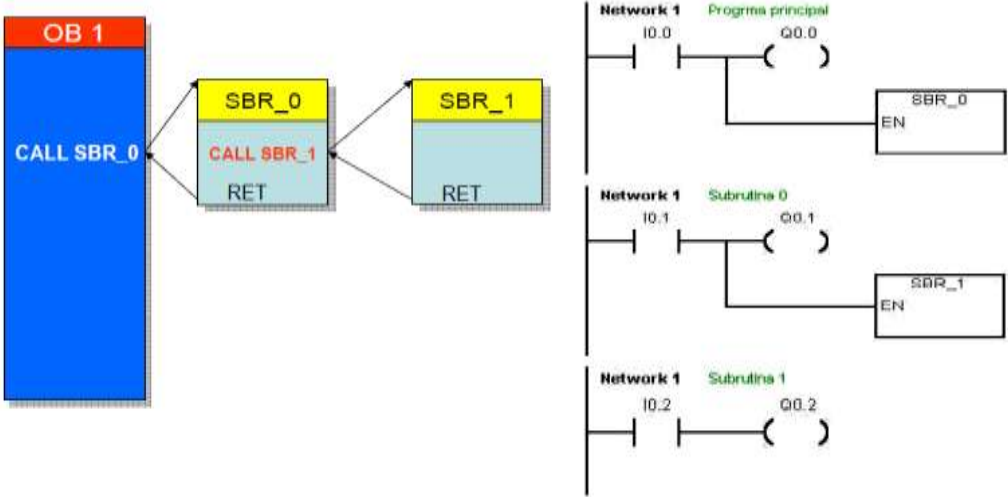 OB 1
CALL SBR_0
SBR_0
CALL SBR_1
RET
SBR_1
RET
Network 1 Progrma principal
I0.0 Q0.0
SBR_0
EN
Network 1 Subrutina 0
I0.1 Q0.1
SBR_1
EN
Network 1 Subrutina 1
I0.2 Q0.2